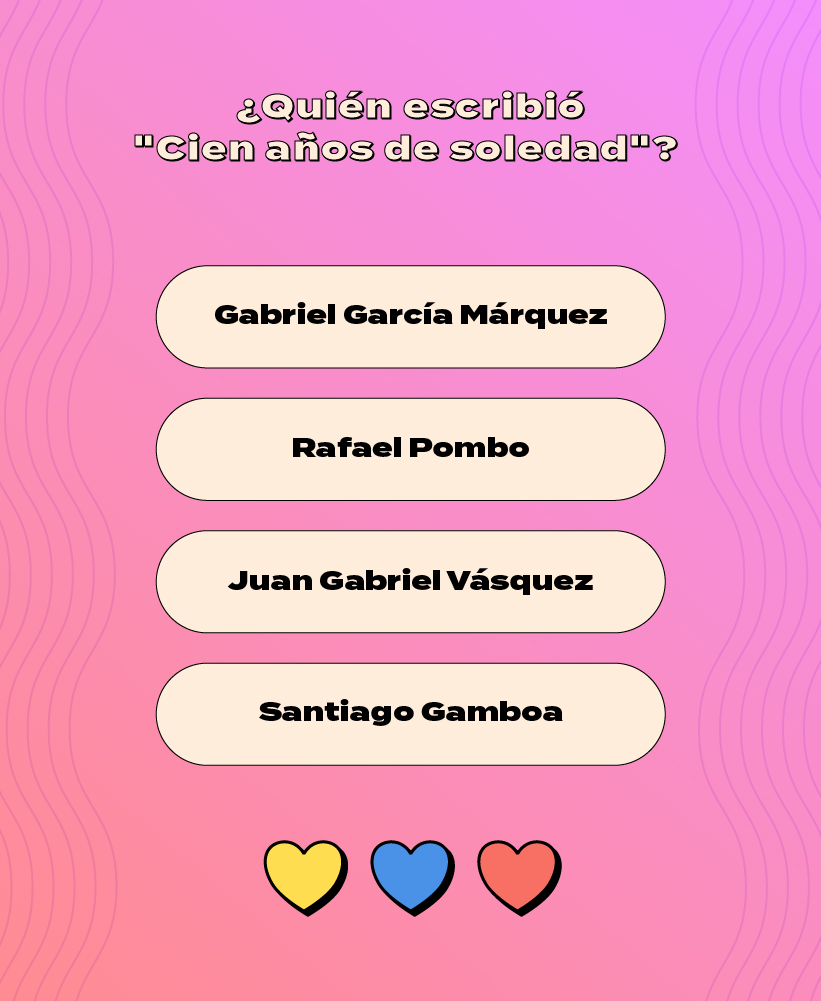 ¿Quién escribió
"Cien años de soledad"?
Gabriel García Márquez
Rafael Pombo
Juan Gabriel Vásquez
Santiago Gamboa